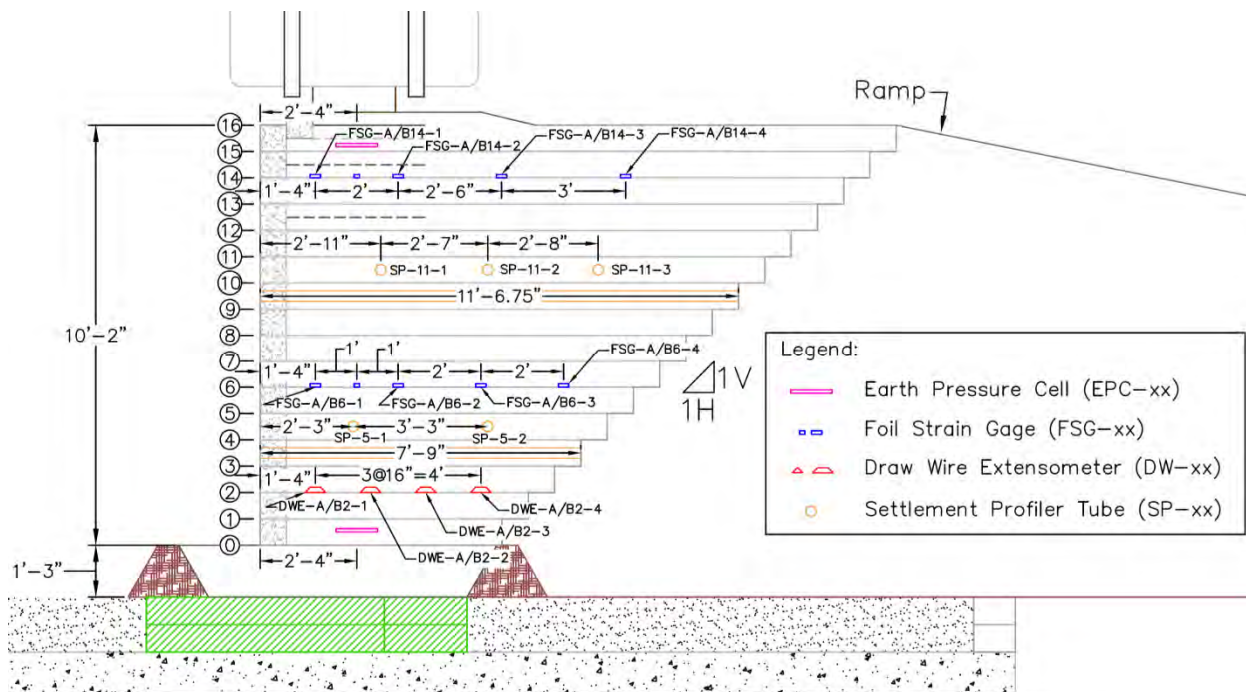 Ramp
2'-4"
16
FSG-A/B14-1
FSG-A/B14-3
FSG-A/B14-4
FSG-A/B14-2
15
14
1'-4"
2'
2'-6"
3'
13
12
11
2'-11"
2'-7"
2'-8"
SP-11-1
SP-11-2
SP-11-3
10
11'-6.75"
9
10'-2"
8
1'
1'
FSG-A/B6-4
7
1'-4"
2'
2'
6
FSG-A/B6-1
FSG-A/B6-2
FSG-A/B6-3
1V
1H
5
2'-3"
3'-3"
SP-5-1
SP-5-2
4
7'-9"
3
1'-4"
3@16"=4'
2
DWE-A/B2-1
DWE-A/B2-4
DWE-A/B2-3
DWE-A/B2-2
1
0
2'-4"
1'-3"
Legend:
Earth Pressure Cell (EPC-xx)
Foil Strain Gage (FSG-xx)
Draw Wire Extensometer (DW-xx)
Settlement Profiler Tube (SP-xx)